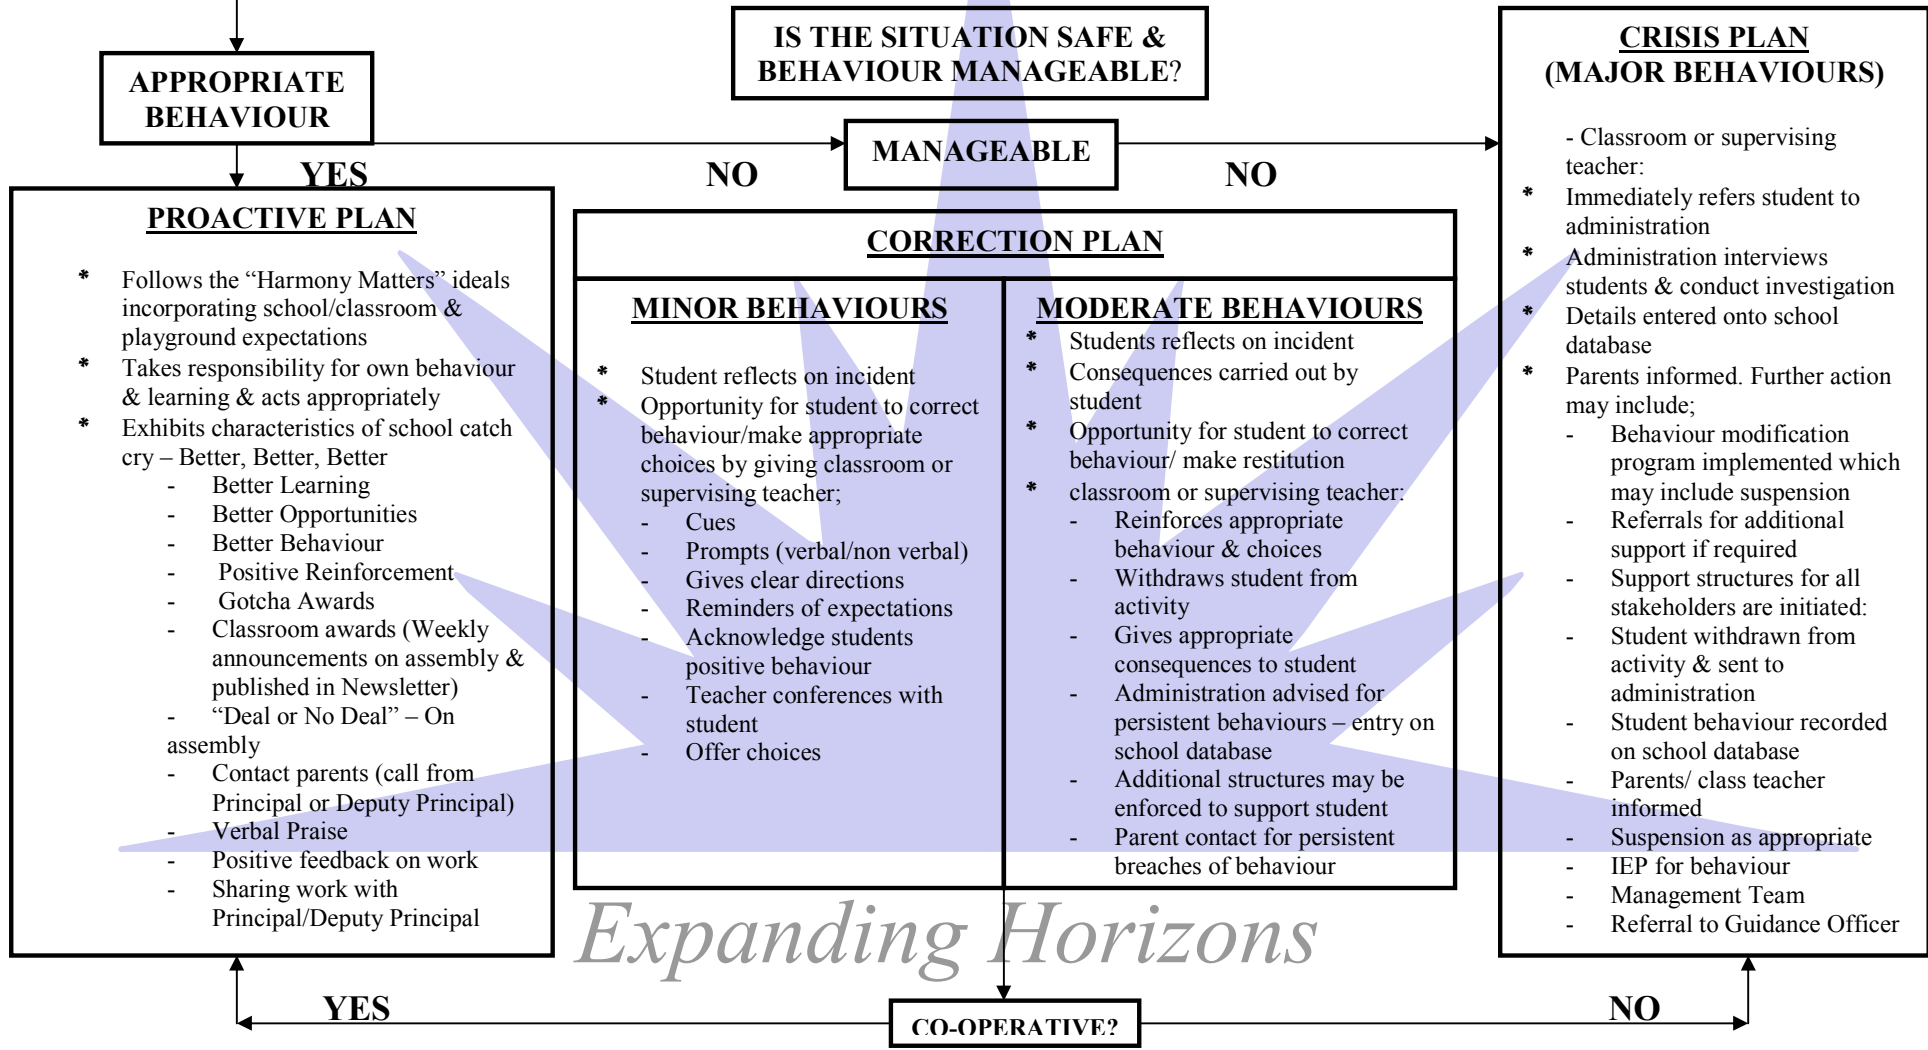 IS THE SITUATION SAFE &
BEHAVIOUR MANAGEABLE?
APPROPRIATE
BEHAVIOUR
MANAGEABLE
YES
NO
NO
PROACTIVE PLAN
* Follows the “Harmony Matters” ideals
incorporating school/classroom &
playground expectations
* Takes responsibility for own behaviour
& learning & acts appropriately
* Exhibits characteristics of school catch
cry – Better, Better, Better
- Better Learning
- Better Opportunities
- Better Behaviour
- Positive Reinforcement
- Gotcha Awards
- Classroom awards (Weekly
announcements on assembly &
published in Newsletter)
- “Deal or No Deal” – On
assembly
- Contact parents (call from
Principal or Deputy Principal)
- Verbal Praise
- Positive feedback on work
- Sharing work with
Principal/Deputy Principal
CORRECTION PLAN
MINOR BEHAVIOURS
* Student reflects on incident
* Opportunity for student to correct
behaviour/make appropriate
choices by giving classroom or
supervising teacher;
- Cues
- Prompts (verbal/non verbal)
- Gives clear directions
- Reminders of expectations
- Acknowledge students
positive behaviour
- Teacher conferences with
student
- Offer choices
MODERATE BEHAVIOURS
* Students reflects on incident
* Consequences carried out by
student
* Opportunity for student to correct
behaviour/ make restitution
* classroom or supervising teacher:
- Reinforces appropriate
behaviour & choices
- Withdraws student from
activity
- Gives appropriate
consequences to student
- Administration advised for
persistent behaviours – entry on
school database
- Additional structures may be
enforced to support student
- Parent contact for persistent
breaches of behaviour
CRISIS PLAN
(MAJOR BEHAVIOURS)
- Classroom or supervising
teacher:
* Immediately refers student to
administration
* Administration interviews
students & conduct investigation
* Details entered onto school
database
* Parents informed. Further action
may include;
- Behaviour modification
program implemented which
may include suspension
- Referrals for additional
support if required
- Support structures for all
stakeholders are initiated:
- Student withdrawn from
activity & sent to
administration
- Student behaviour recorded
on school database
- Parents/ class teacher
informed
- Suspension as appropriate
- IEP for behaviour
- Management Team
- Referral to Guidance Officer
Expanding Horizons
YES
CO-OPERATIVE?
NO